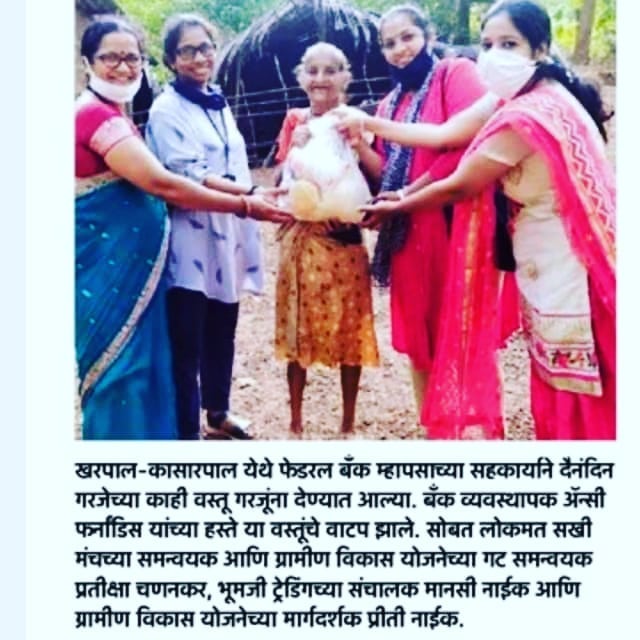 खरपाल-कासारपाल येथे फेडरल बँक म्हापसाच्या सहकार्याने दैनंदिन
गरजेच्या काही वस्तू गरजूंना देण्यात आल्या. बँक व्यवस्थापक ॲन्सी
फर्नांडिस यांच्या हस्ते या वस्तूंचे वाटप झाले. सोबत लोकमत सखी
मंचच्या समन्वयक आणि ग्रामीण विकास योजनेच्या गट समन्वयक
प्रतीक्षा चणनकर, भूमजी ट्रेडिंगच्या संचालक मानसी नाईक आणि
ग्रामीण विकास योजनेच्या मार्गदर्शक प्रीती नाईक.